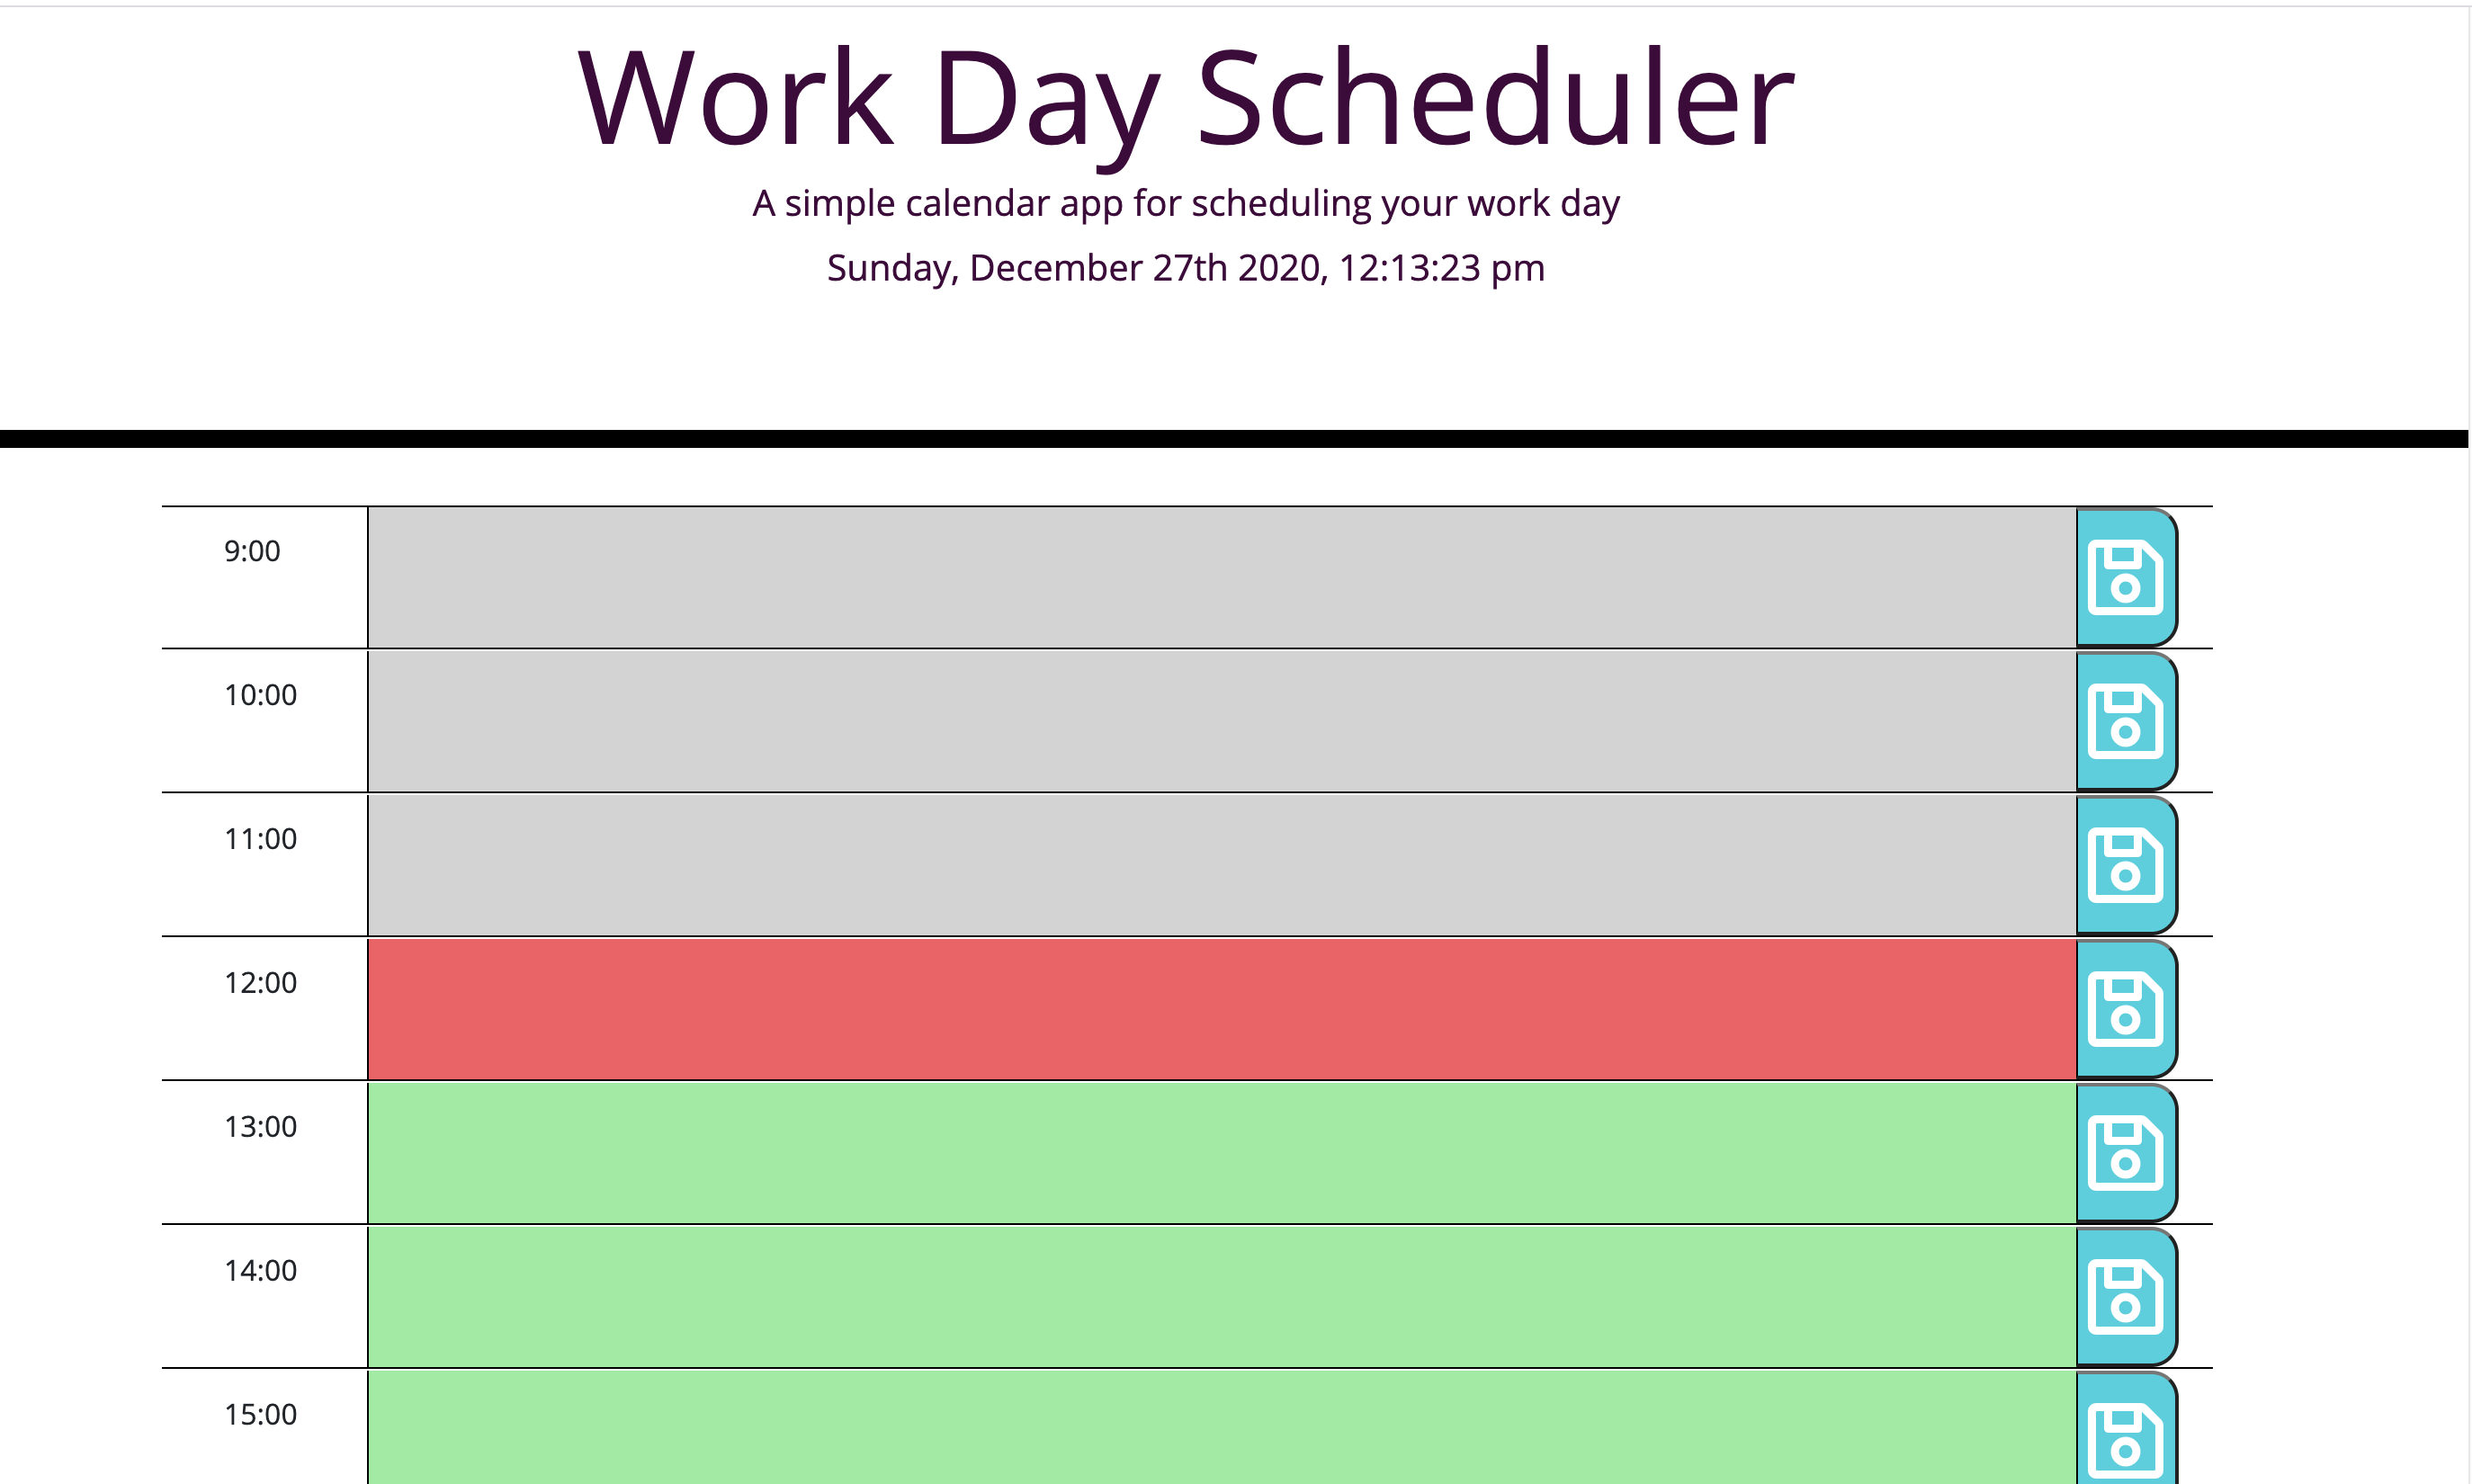 Work Day Scheduler
A simple calendar app for scheduling your work day
Sunday, December 27th 2020, 12:13:23 pm
9:00
10:00
11:00
12:00
13:00
14:00
15:00